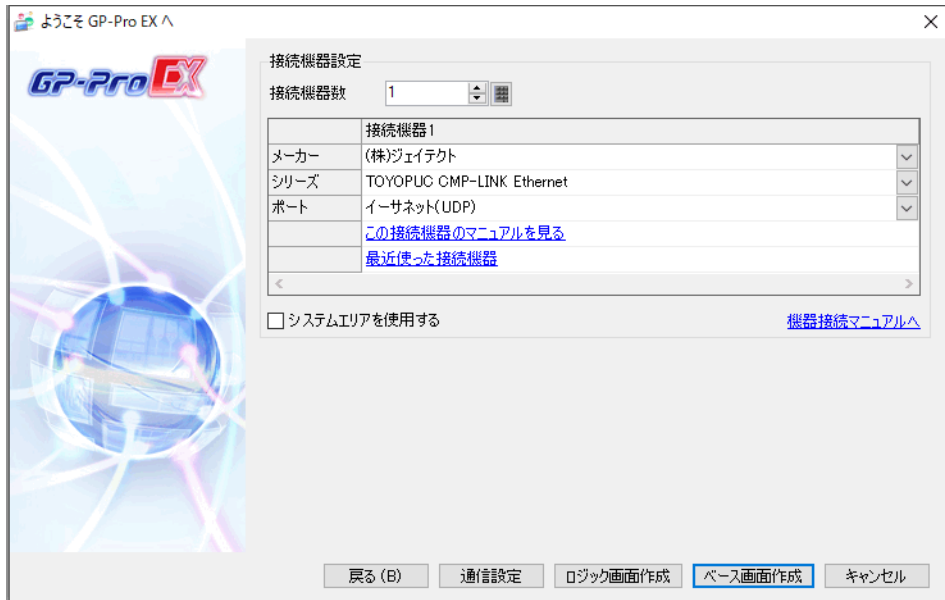 ようこそ GP-Pro EX へ
GP-Pro EX
接続機器設定
接続機器数 1
接続機器1
メーカー (株)ジェイテクト
シリーズ TOYOPUC CMP-LINK Ethernet
ポート イーサネット(UDP)
この接続機器のマニュアルを見る
最近使った接続機器
システムエリアを使用する 機器接続マニュアルへ
戻る(B) 通信設定 ロジック画面作成 ベース画面作成 キャンセル